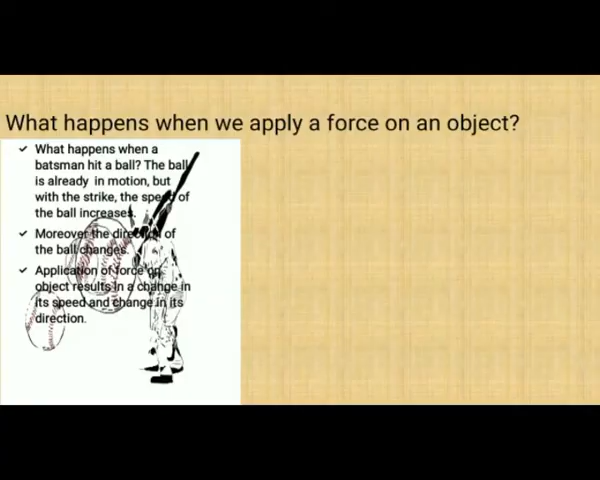 What happens when we apply a force on an object?
✓ What happens when a
batsman hit a ball? The ball
is already in motion, but
with the strike, the speed of
the ball increases.
✓ Moreover the direction of
the ball changes.
✓ Application of force on
object results in a change in
its speed and change in its
direction.